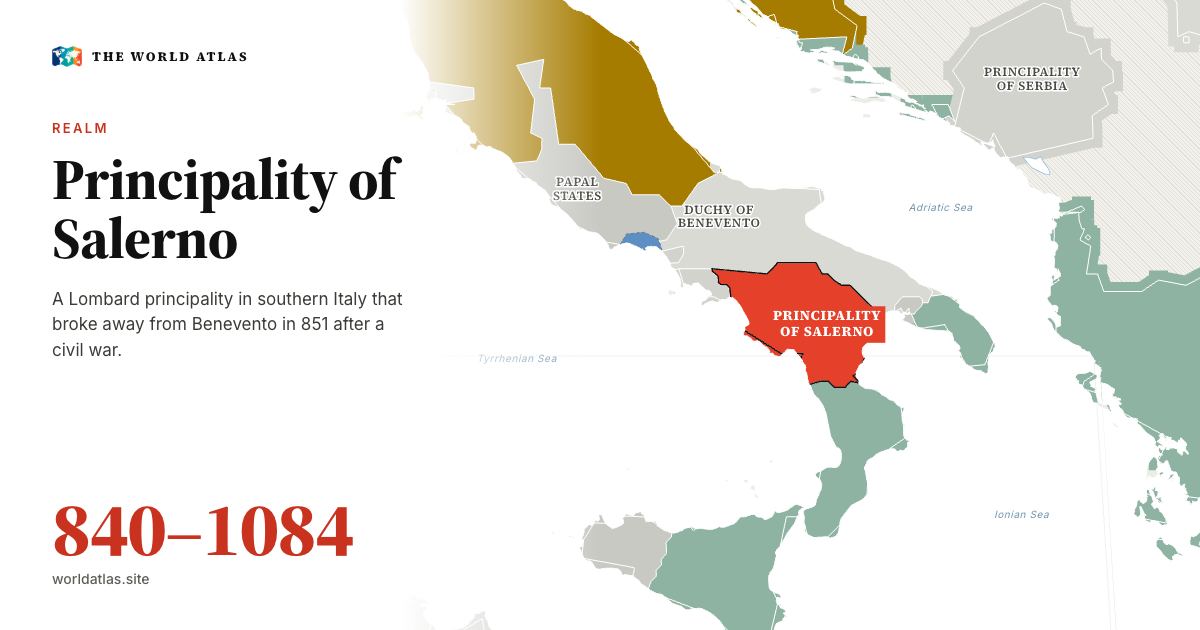 THE WORLD ATLAS
REALM
Principality of
Salerno
A Lombard principality in southern Italy that
broke away from Benevento in 851 after a
civil war.
840–1084
worldatlas.site
PRINCIPALITY
OF SERBIA
PAPAL
STATES
DUCHY OF
BENEVENTO
Adriatic Sea
PRINCIPALITY
OF SALERNO
Tyrrhenian Sea
Ionian Sea